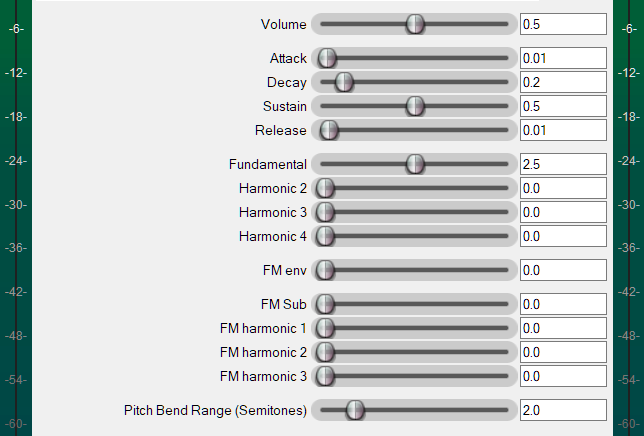 Volume 0.5
-6- -6-
Attack 0.01
-12- -12-
Decay 0.2
Sustain 0.5
-18- -18-
Release 0.01
-24- Fundamental 2.5 -24-
Harmonic 2 0.0
-30- -30-
Harmonic 3 0.0
Harmonic 4 0.0
-36- -36-
FM env 0.0
-42- -42-
FM Sub 0.0
FM harmonic 1 0.0
-48- -48-
FM harmonic 2 0.0
FM harmonic 3 0.0
-54- -54-
Pitch Bend Range (Semitones) 2.0
-60- -60-